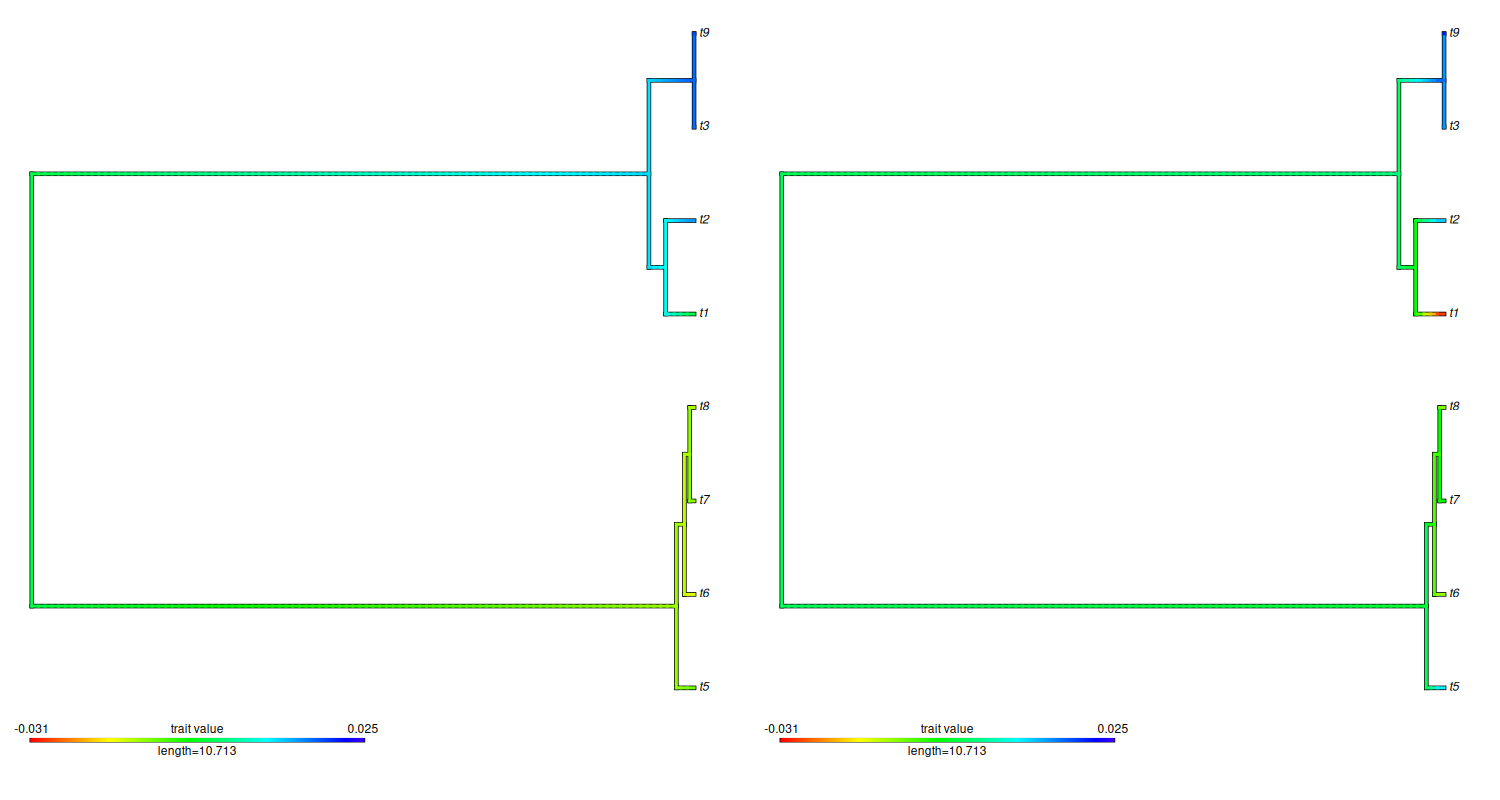 t9
t3
t2
t1
t8
t7
t6
t5
-0.031 trait value 0.025
length=10.713
t9
t3
t2
t1
t8
t7
t6
t5
-0.031 trait value 0.025
length=10.713